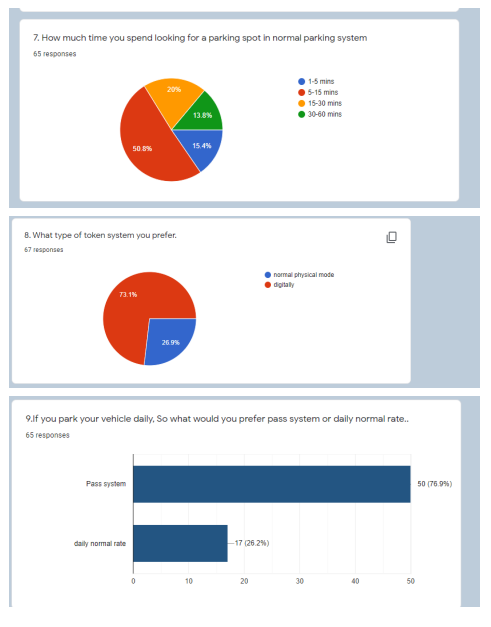 7. How much time you spend looking for a parking spot in normal parking system
65 responses
1-5 mins
5-15 mins
15-30 mins
30-60 mins
20%
13.8%
50.8%
15.4%
8. What type of token system you prefer.
67 responses
normal physical mode
digitally
73.1%
26.9%
9.If you park your vehicle daily, So what would you prefer pass system or daily normal rate..
65 responses
Pass system
50 (76.9%)
daily normal rate
17 (26.2%)
0 10 20 30 40 50